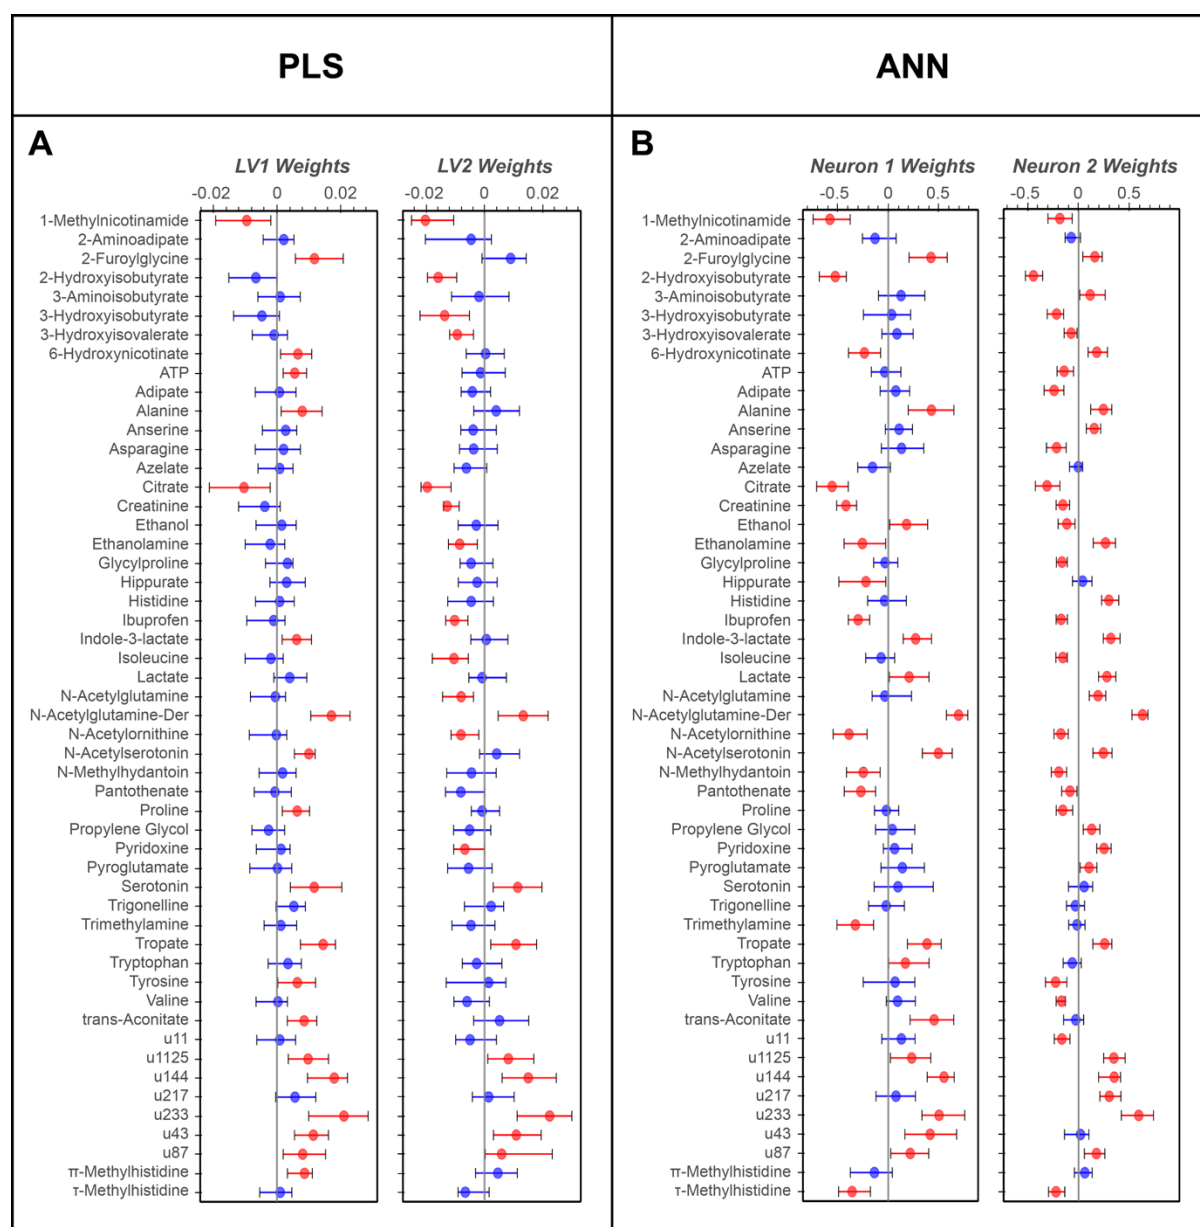 PLS
ANN
A
LV1 Weights
LV2 Weights
-0.02 0 0.02
-0.02 0 0.02
1-Methylnicotinamide
2-Aminoadipate
2-Furoylglycine
2-Hydroxyisobutyrate
3-Aminoisobutyrate
3-Hydroxyisobutyrate
3-Hydroxyisovalerate
6-Hydroxynicotinate
ATP
Adipate
Alanine
Anserine
Asparagine
Azelate
Citrate
Creatinine
Ethanol
Ethanolamine
Glycylproline
Hippurate
Histidine
Ibuprofen
Indole-3-lactate
Isoleucine
Lactate
N-Acetylglutamine
N-Acetylglutamine-Der
N-Acetylornithine
N-Acetylserotonin
N-Methylhydantoin
Pantothenate
Proline
Propylene Glycol
Pyridoxine
Pyroglutamate
Serotonin
Trigonelline
Trimethylamine
Tropate
Tryptophan
Tyrosine
Valine
trans-Aconitate
u11
u1125
u144
u217
u233
u43
u87
π-Methylhistidine
τ-Methylhistidine
B
Neuron 1 Weights
Neuron 2 Weights
-0.5 0 0.5
-0.5 0 0.5
1-Methylnicotinamide
2-Aminoadipate
2-Furoylglycine
2-Hydroxyisobutyrate
3-Aminoisobutyrate
3-Hydroxyisobutyrate
3-Hydroxyisovalerate
6-Hydroxynicotinate
ATP
Adipate
Alanine
Anserine
Asparagine
Azelate
Citrate
Creatinine
Ethanol
Ethanolamine
Glycylproline
Hippurate
Histidine
Ibuprofen
Indole-3-lactate
Isoleucine
Lactate
N-Acetylglutamine
N-Acetylglutamine-Der
N-Acetylornithine
N-Acetylserotonin
N-Methylhydantoin
Pantothenate
Proline
Propylene Glycol
Pyridoxine
Pyroglutamate
Serotonin
Trigonelline
Trimethylamine
Tropate
Tryptophan
Tyrosine
Valine
trans-Aconitate
u11
u1125
u144
u217
u233
u43
u87
π-Methylhistidine
τ-Methylhistidine